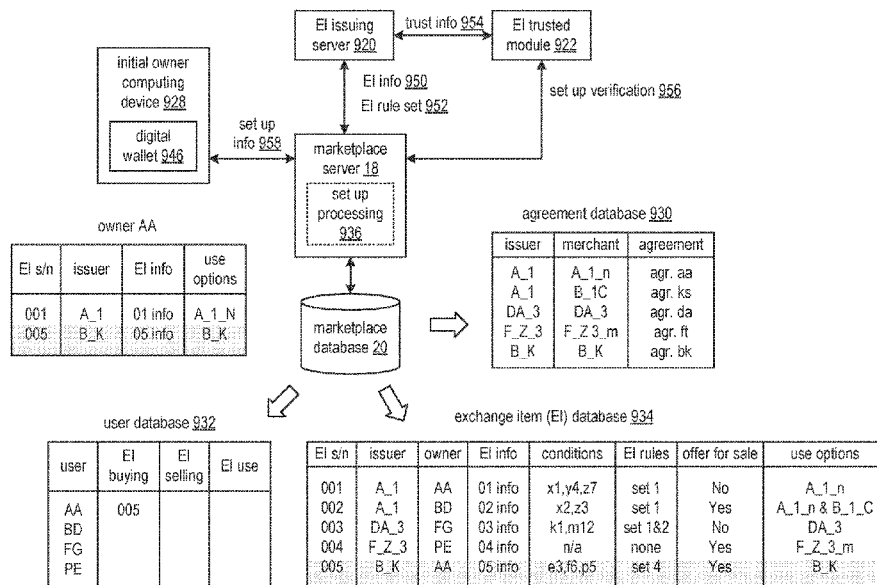 EI issuing server 920
trust info 954
EI trusted module 922
initial owner computing device 928
digital wallet 946
EI info 950
EI rule set 952
set up verification 956
set up info 958
marketplace server 18
set up processing 936
owner AA
EI s/n issuer EI info use options
001 A_1 01 info A_1_N
005 B_K 05 info B_K
marketplace database 20
agreement database 930
issuer merchant agreement
A_1 A_1_n agr. aa
A_1 B_1C agr. ks
DA_3 DA_3 agr. da
F_Z_3 F_Z 3_m agr. ft
B_K B_K agr. bk
user database 932
user EI buying EI selling EI use
AA 005
BD
FG
PE
exchange item (EI) database 934
EI s/n issuer owner EI info conditions EI rules offer for sale use options
001 A_1 AA 01 info x1,y4,z7 set 1 No A_1_n
002 A_1 BD 02 info x2,z3 set 1 Yes A_1_n & B_1_C
003 DA_3 FG 03 info k1,m12 set 1&2 No DA_3
004 F_Z_3 PE 04 info n/a none Yes F_Z_3_m
005 B_K AA 05 info e3,f6,p5 set 4 Yes B_K